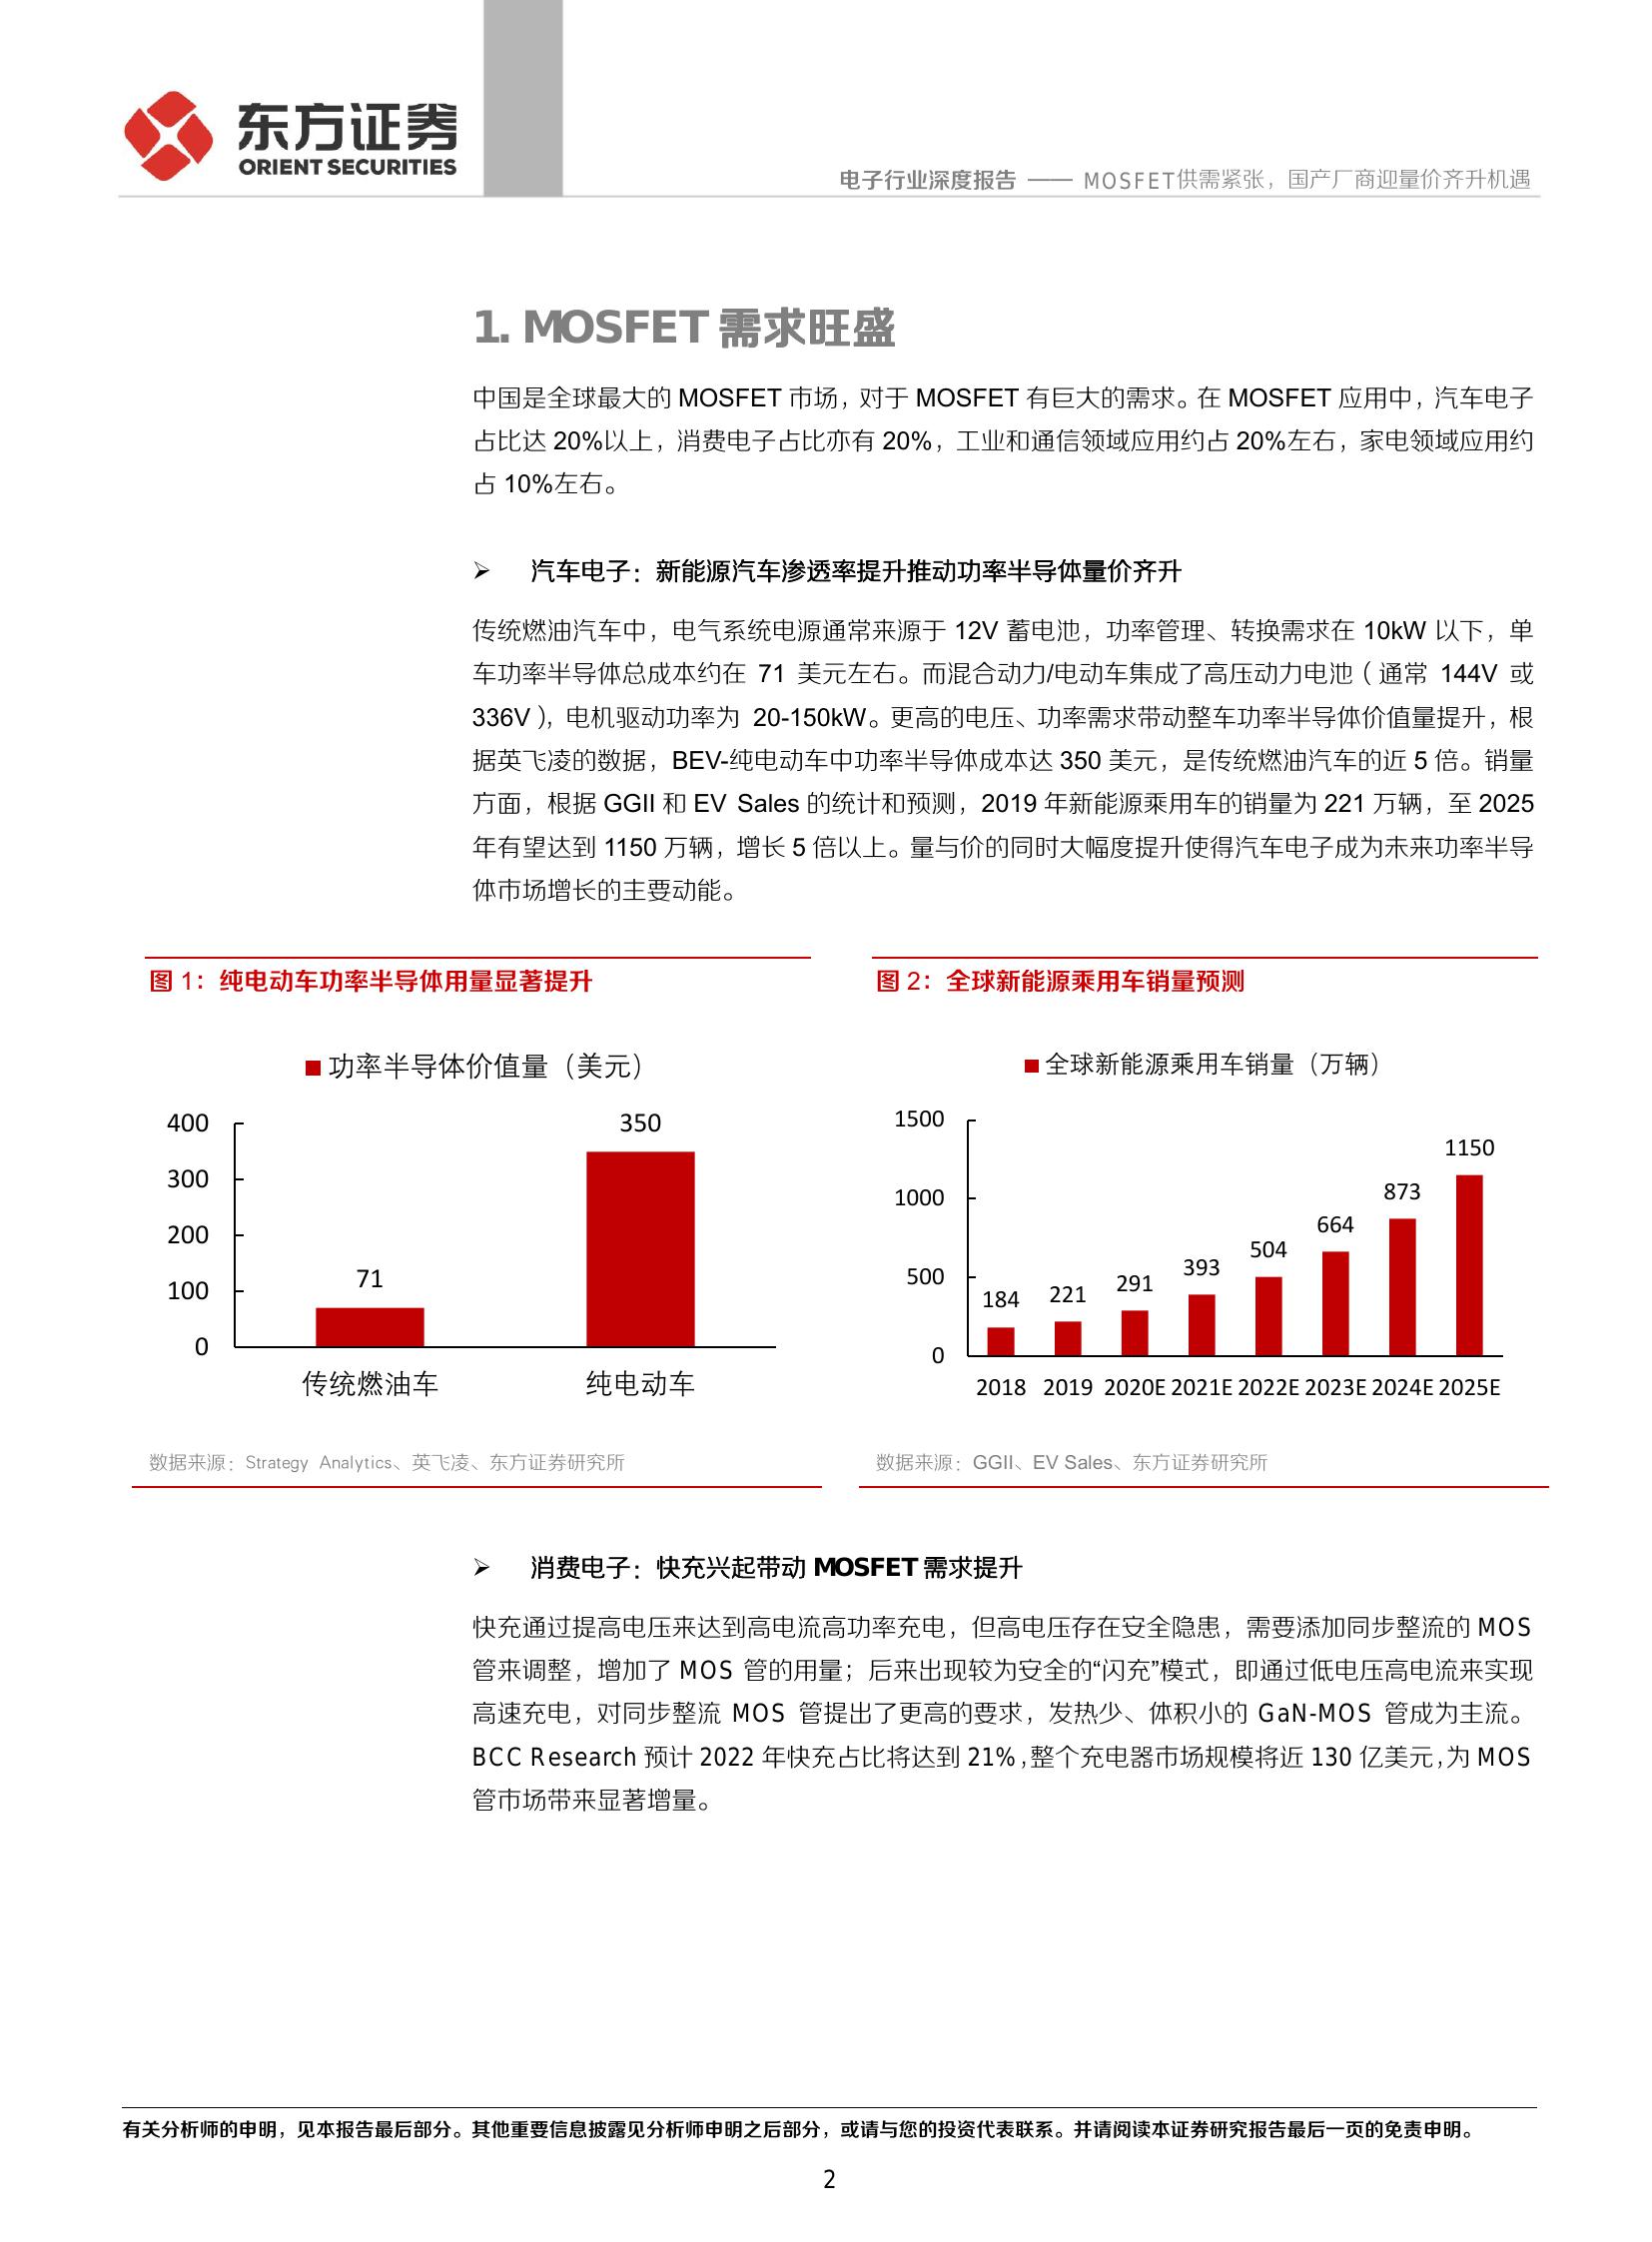 东方证券
ORIENT SECURITIES
电子行业深度报告 —— MOSFET供需紧张，国产厂商迎量价齐升机遇
1. MOSFET 需求旺盛
中国是全球最大的 MOSFET 市场，对于 MOSFET 有巨大的需求。在 MOSFET 应用中，汽车电子
占比达 20%以上，消费电子占比亦有 20%，工业和通信领域应用约占 20%左右，家电领域应用约
占 10%左右。
➢ 汽车电子：新能源汽车渗透率提升推动功率半导体量价齐升
传统燃油汽车中，电气系统电源通常来源于 12V 蓄电池，功率管理、转换需求在 10kW 以下，单
车功率半导体总成本约在 71 美元左右。而混合动力/电动车集成了高压动力电池（通常 144V 或
336V），电机驱动功率为 20-150kW。更高的电压、功率需求带动整车功率半导体价值量提升，根
据英飞凌的数据，BEV-纯电动车中功率半导体成本达 350 美元，是传统燃油汽车的近 5 倍。销量
方面，根据 GGII 和 EV Sales 的统计和预测，2019 年新能源乘用车的销量为 221 万辆，至 2025
年有望达到 1150 万辆，增长 5 倍以上。量与价的同时大幅度提升使得汽车电子成为未来功率半导
体市场增长的主要动能。
图 1：纯电动车功率半导体用量显著提升
功率半导体价值量（美元）
400
300
200
100
0
71
350
传统燃油车 纯电动车
数据来源：Strategy Analytics、英飞凌、东方证券研究所
图 2：全球新能源乘用车销量预测
全球新能源乘用车销量（万辆）
1500
1000
500
0
184 221 291 393 504 664 873 1150
2018 2019 2020E 2021E 2022E 2023E 2024E 2025E
数据来源：GGII、EV Sales、东方证券研究所
➢ 消费电子：快充兴起带动 MOSFET 需求提升
快充通过提高电压来达到高电流高功率充电，但高电压存在安全隐患，需要添加同步整流的 MOS
管来调整，增加了 MOS 管的用量；后来出现较为安全的“闪充”模式，即通过低电压高电流来实现
高速充电，对同步整流 MOS 管提出了更高的要求，发热少、体积小的 GaN-MOS 管成为主流。
BCC Research 预计 2022 年快充占比将达到 21%，整个充电器市场规模将近 130 亿美元，为 MOS
管市场带来显著增量。
有关分析师的申明，见本报告最后部分。其他重要信息披露见分析师申明之后部分，或请与您的投资代表联系。并请阅读本证券研究报告最后一页的免责申明。
2